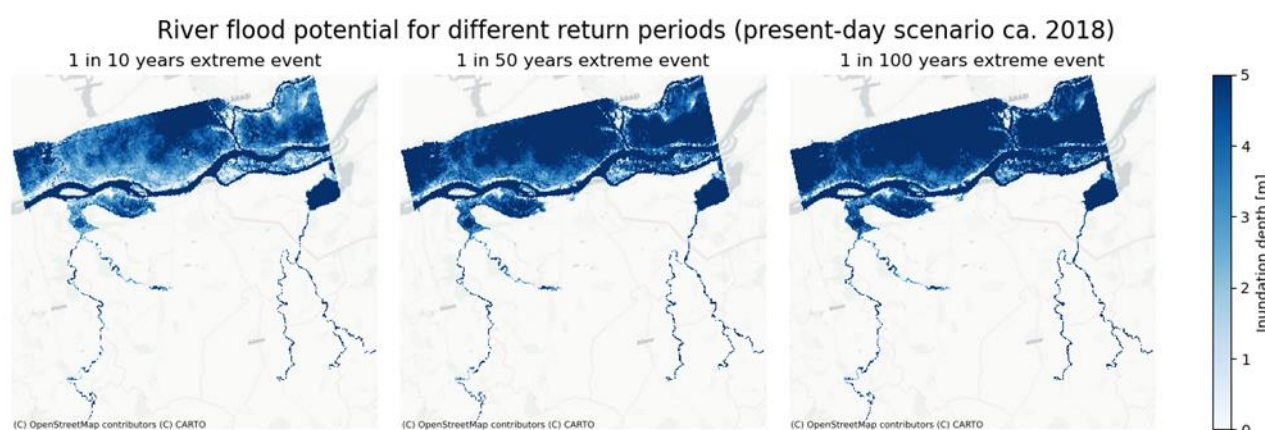 River flood potential for different return periods (present-day scenario ca. 2018)
1 in 10 years extreme event
1 in 50 years extreme event
1 in 100 years extreme event
5
4
3
2
1
0
Inundation depth [m]
(C) OpenStreetMap contributors (C) CARTO
(C) OpenStreetMap contributors (C) CARTO
(C) OpenStreetMap contributors (C) CARTO